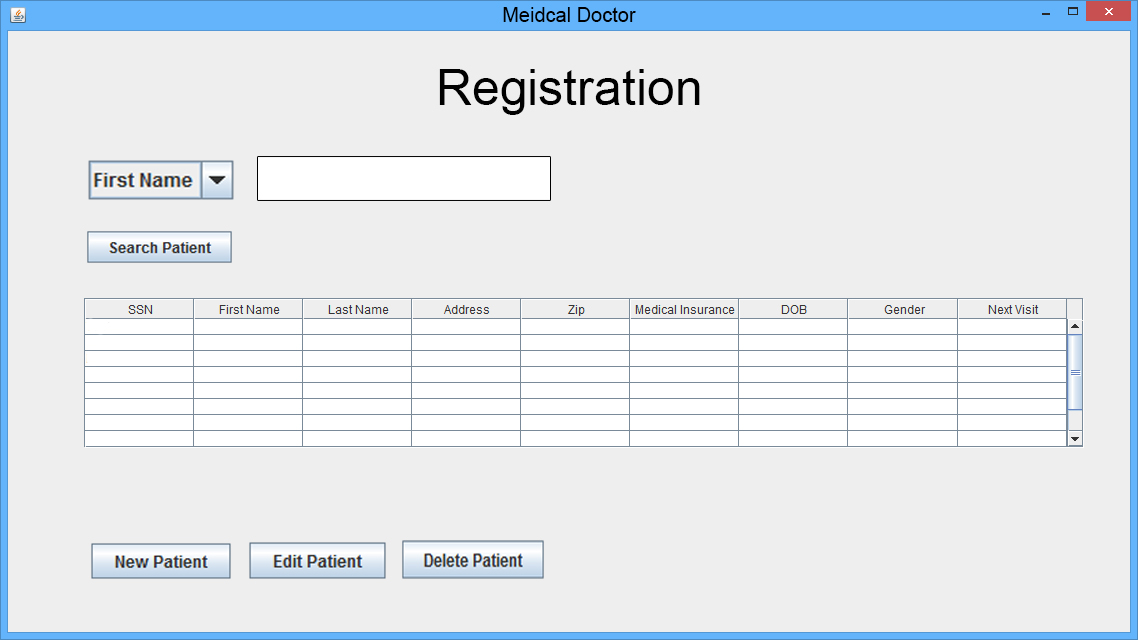 Meidcal Doctor
Registration
First Name
Search Patient
SSN First Name Last Name Address Zip Medical Insurance DOB Gender Next Visit
New Patient Edit Patient Delete Patient